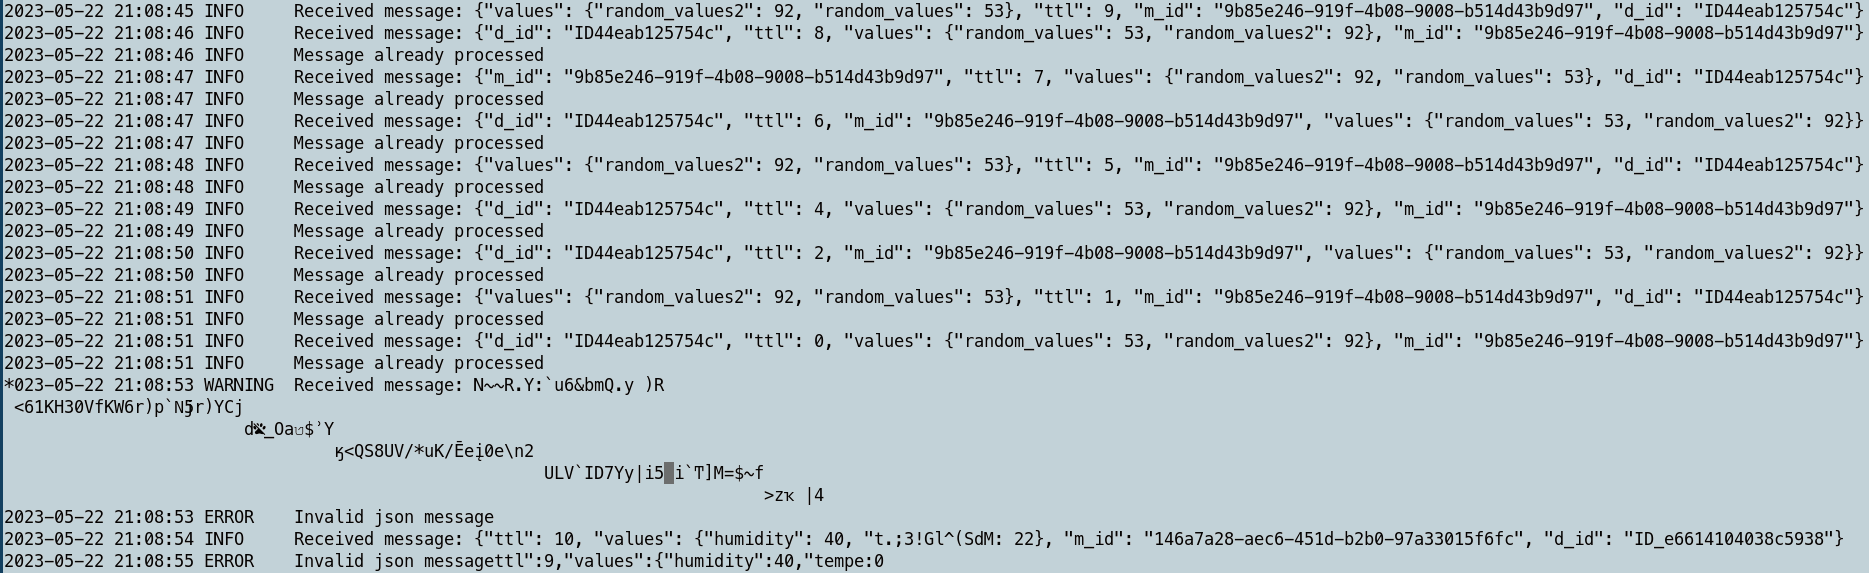 2023-05-22 21:08:45 INFO     Received message: {"values": {"random_values2": 92, "random_values": 53}, "ttl": 9, "m_id": "9b85e246-919f-4b08-9008-b514d43b9d97", "d_id": "ID44eab125754c"}
2023-05-22 21:08:46 INFO     Received message: {"d_id": "ID44eab125754c", "ttl": 8, "values": {"random_values": 53, "random_values2": 92}, "m_id": "9b85e246-919f-4b08-9008-b514d43b9d97"}
2023-05-22 21:08:46 INFO     Message already processed
2023-05-22 21:08:47 INFO     Received message: {"m_id": "9b85e246-919f-4b08-9008-b514d43b9d97", "ttl": 7, "values": {"random_values2": 92, "random_values": 53}, "d_id": "ID44eab125754c"}
2023-05-22 21:08:47 INFO     Message already processed
2023-05-22 21:08:47 INFO     Received message: {"d_id": "ID44eab125754c", "ttl": 6, "m_id": "9b85e246-919f-4b08-9008-b514d43b9d97", "values": {"random_values": 53, "random_values2": 92}}
2023-05-22 21:08:47 INFO     Message already processed
2023-05-22 21:08:48 INFO     Received message: {"values": {"random_values2": 92, "random_values": 53}, "ttl": 5, "m_id": "9b85e246-919f-4b08-9008-b514d43b9d97", "d_id": "ID44eab125754c"}
2023-05-22 21:08:48 INFO     Message already processed
2023-05-22 21:08:49 INFO     Received message: {"d_id": "ID44eab125754c", "ttl": 4, "values": {"random_values": 53, "random_values2": 92}, "m_id": "9b85e246-919f-4b08-9008-b514d43b9d97"}
2023-05-22 21:08:49 INFO     Message already processed
2023-05-22 21:08:50 INFO     Received message: {"d_id": "ID44eab125754c", "ttl": 2, "m_id": "9b85e246-919f-4b08-9008-b514d43b9d97", "values": {"random_values": 53, "random_values2": 92}}
2023-05-22 21:08:50 INFO     Message already processed
2023-05-22 21:08:51 INFO     Received message: {"values": {"random_values2": 92, "random_values": 53}, "ttl": 1, "m_id": "9b85e246-919f-4b08-9008-b514d43b9d97", "d_id": "ID44eab125754c"}
2023-05-22 21:08:51 INFO     Message already processed
2023-05-22 21:08:51 INFO     Received message: {"d_id": "ID44eab125754c", "ttl": 0, "values": {"random_values": 53, "random_values2": 92}, "m_id": "9b85e246-919f-4b08-9008-b514d43b9d97"}
2023-05-22 21:08:51 INFO     Message already processed
*023-05-22 21:08:53 WARNING  Received message: N~~R.Y:`u6&bmQ.y )R
<61KH30VfKW6r)p`
ӄ<QS8UV/*uK/Ēei̧0e\n2
ULV`ID7Yy|i5
>zҡ |4
2023-05-22 21:08:53 ERROR    Invalid json message
2023-05-22 21:08:54 INFO     Received message: {"ttl": 10, "values": {"humidity": 40, "t.;3!Gl^(SdM: 22}, "m_id": "146a7a28-aec6-451d-b2b0-97a33015f6fc", "d_id": "ID_e6614104038c5938"}
2023-05-22 21:08:55 ERROR    Invalid json messagettl":9,"values":{"humidity":40,"tempe:0